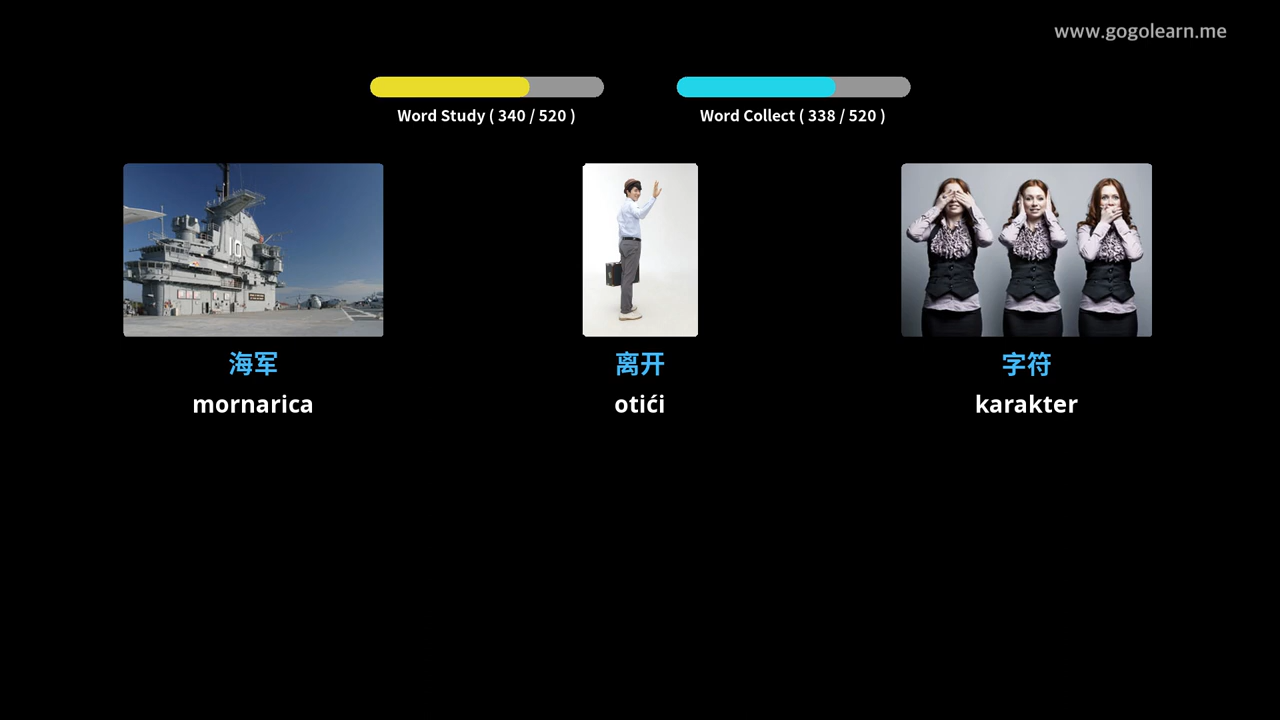 www.gogolearn.me
Word Study ( 340 / 520 )
Word Collect ( 338 / 520 )
10
海军
离开
字符
mornarica
otići
karakter